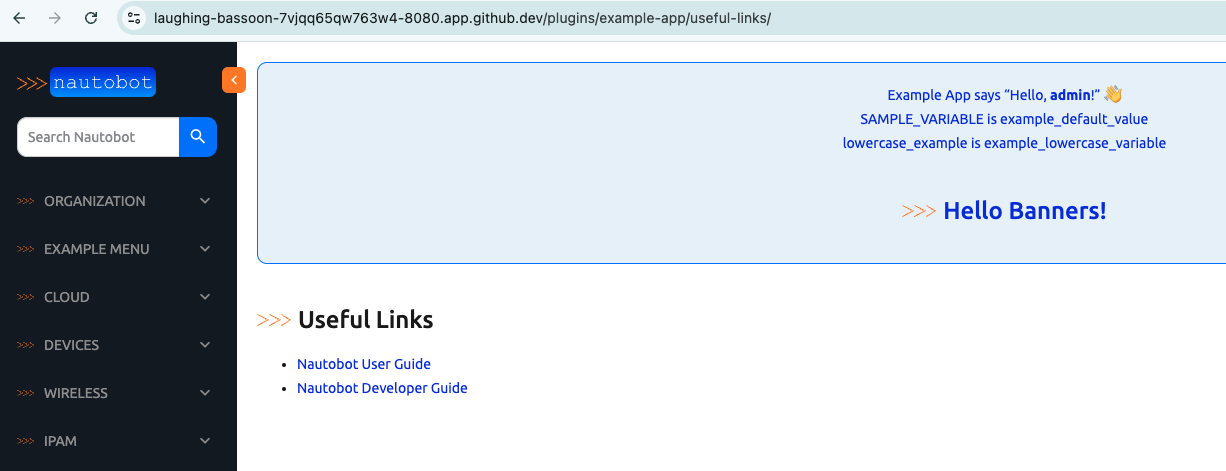 laughing-bassoon-7vjqq65qw763w4-8080.app.github.dev/plugins/example-app/useful-links/
>>> nautobot
Search Nautobot
>>> ORGANIZATION
>>> EXAMPLE MENU
>>> CLOUD
>>> DEVICES
>>> WIRELESS
>>> IPAM
Example App says “Hello, admin!” 👋
SAMPLE_VARIABLE is example_default_value
lowercase_example is example_lowercase_variable
>>> Hello Banners!
>>> Useful Links
• Nautobot User Guide
• Nautobot Developer Guide